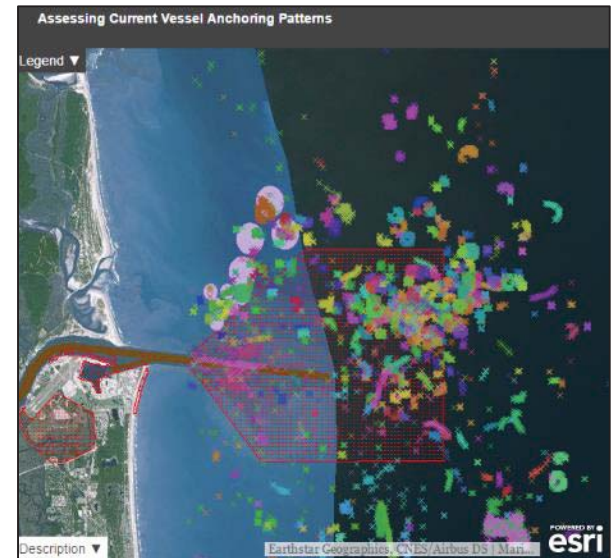 Assessing Current Vessel Anchoring Patterns
Legend ▼
Description ▼
Earthstar Geographics, CNES/Airbus DS | Mari...
POWERED BY
esri